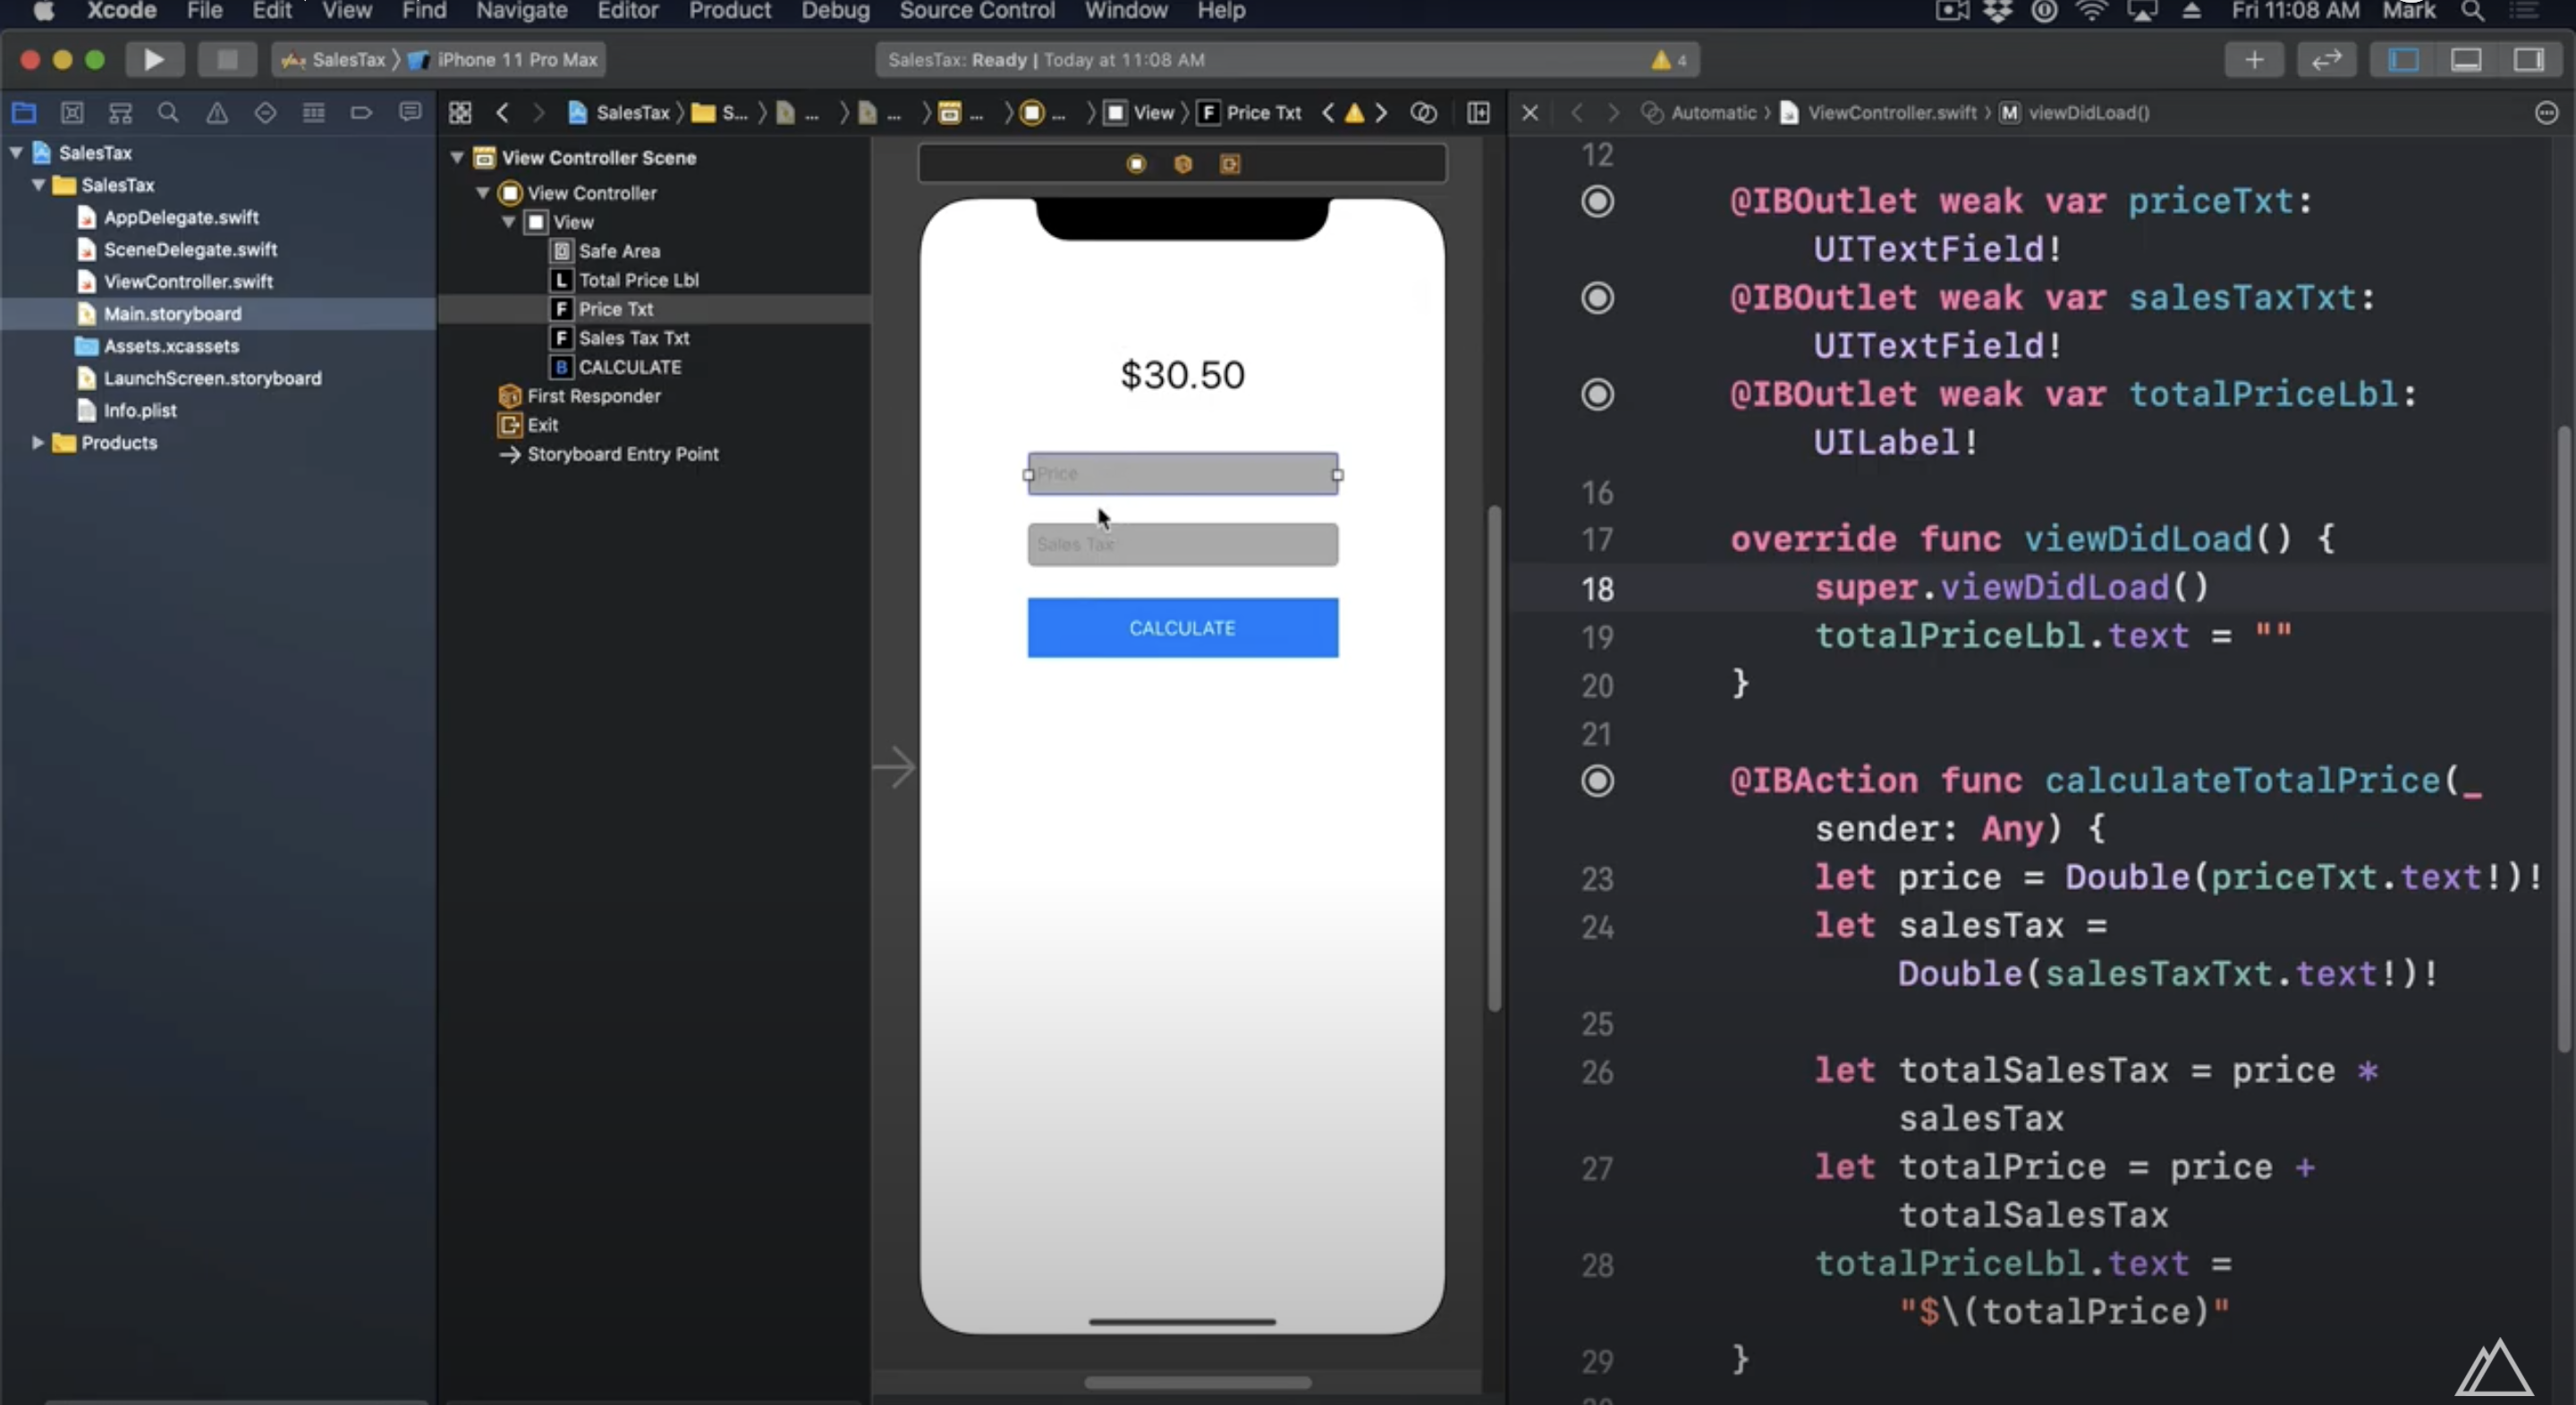 Xcode File Edit View Find Navigate Editor Product Debug Source Control Window Help Fri 11:08 AM Mark
SalesTax iPhone 11 Pro Max
SalesTax: Ready | Today at 11:08 AM 4
SalesTax S... ... ... ... ... View F Price Txt
Automatic ViewController.swift M viewDidLoad()
SalesTax
SalesTax
AppDelegate.swift
SceneDelegate.swift
ViewController.swift
Main.storyboard
Assets.xcassets
LaunchScreen.storyboard
Info.plist
Products
View Controller Scene
View Controller
View
Safe Area
L Total Price Lbl
F Price Txt
F Sales Tax Txt
B CALCULATE
First Responder
Exit
Storyboard Entry Point
$30.50
Price
Sales Tax
CALCULATE
12
@IBOutlet weak var priceTxt:
UITextField!
@IBOutlet weak var salesTaxTxt:
UITextField!
@IBOutlet weak var totalPriceLbl:
UILabel!
16
17 override func viewDidLoad() {
18 super.viewDidLoad()
19 totalPriceLbl.text = ""
20 }
21
@IBAction func calculateTotalPrice(_
sender: Any) {
23 let price = Double(priceTxt.text!)!
24 let salesTax =
Double(salesTaxTxt.text!)!
25
26 let totalSalesTax = price *
salesTax
27 let totalPrice = price +
totalSalesTax
28 totalPriceLbl.text =
"$\(totalPrice)"
29 }